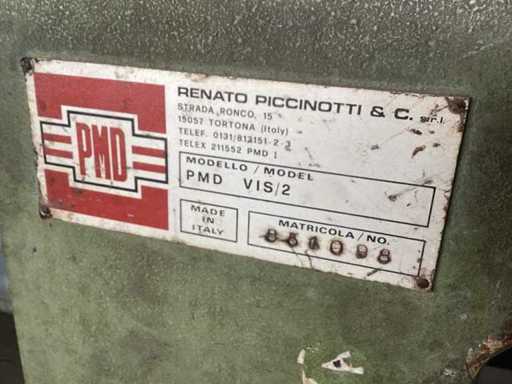 PMD
RENATO PICCINOTTI & C. s.r.l.
STRADA RONCO, 15
15057 TORTONA (Italy)
TELEF. 0131/813151-2-3
TELEX 211552 PMD I
MODELLO/MODEL
PMD VIS/2
MADE IN ITALY
MATRICOLA/NO.